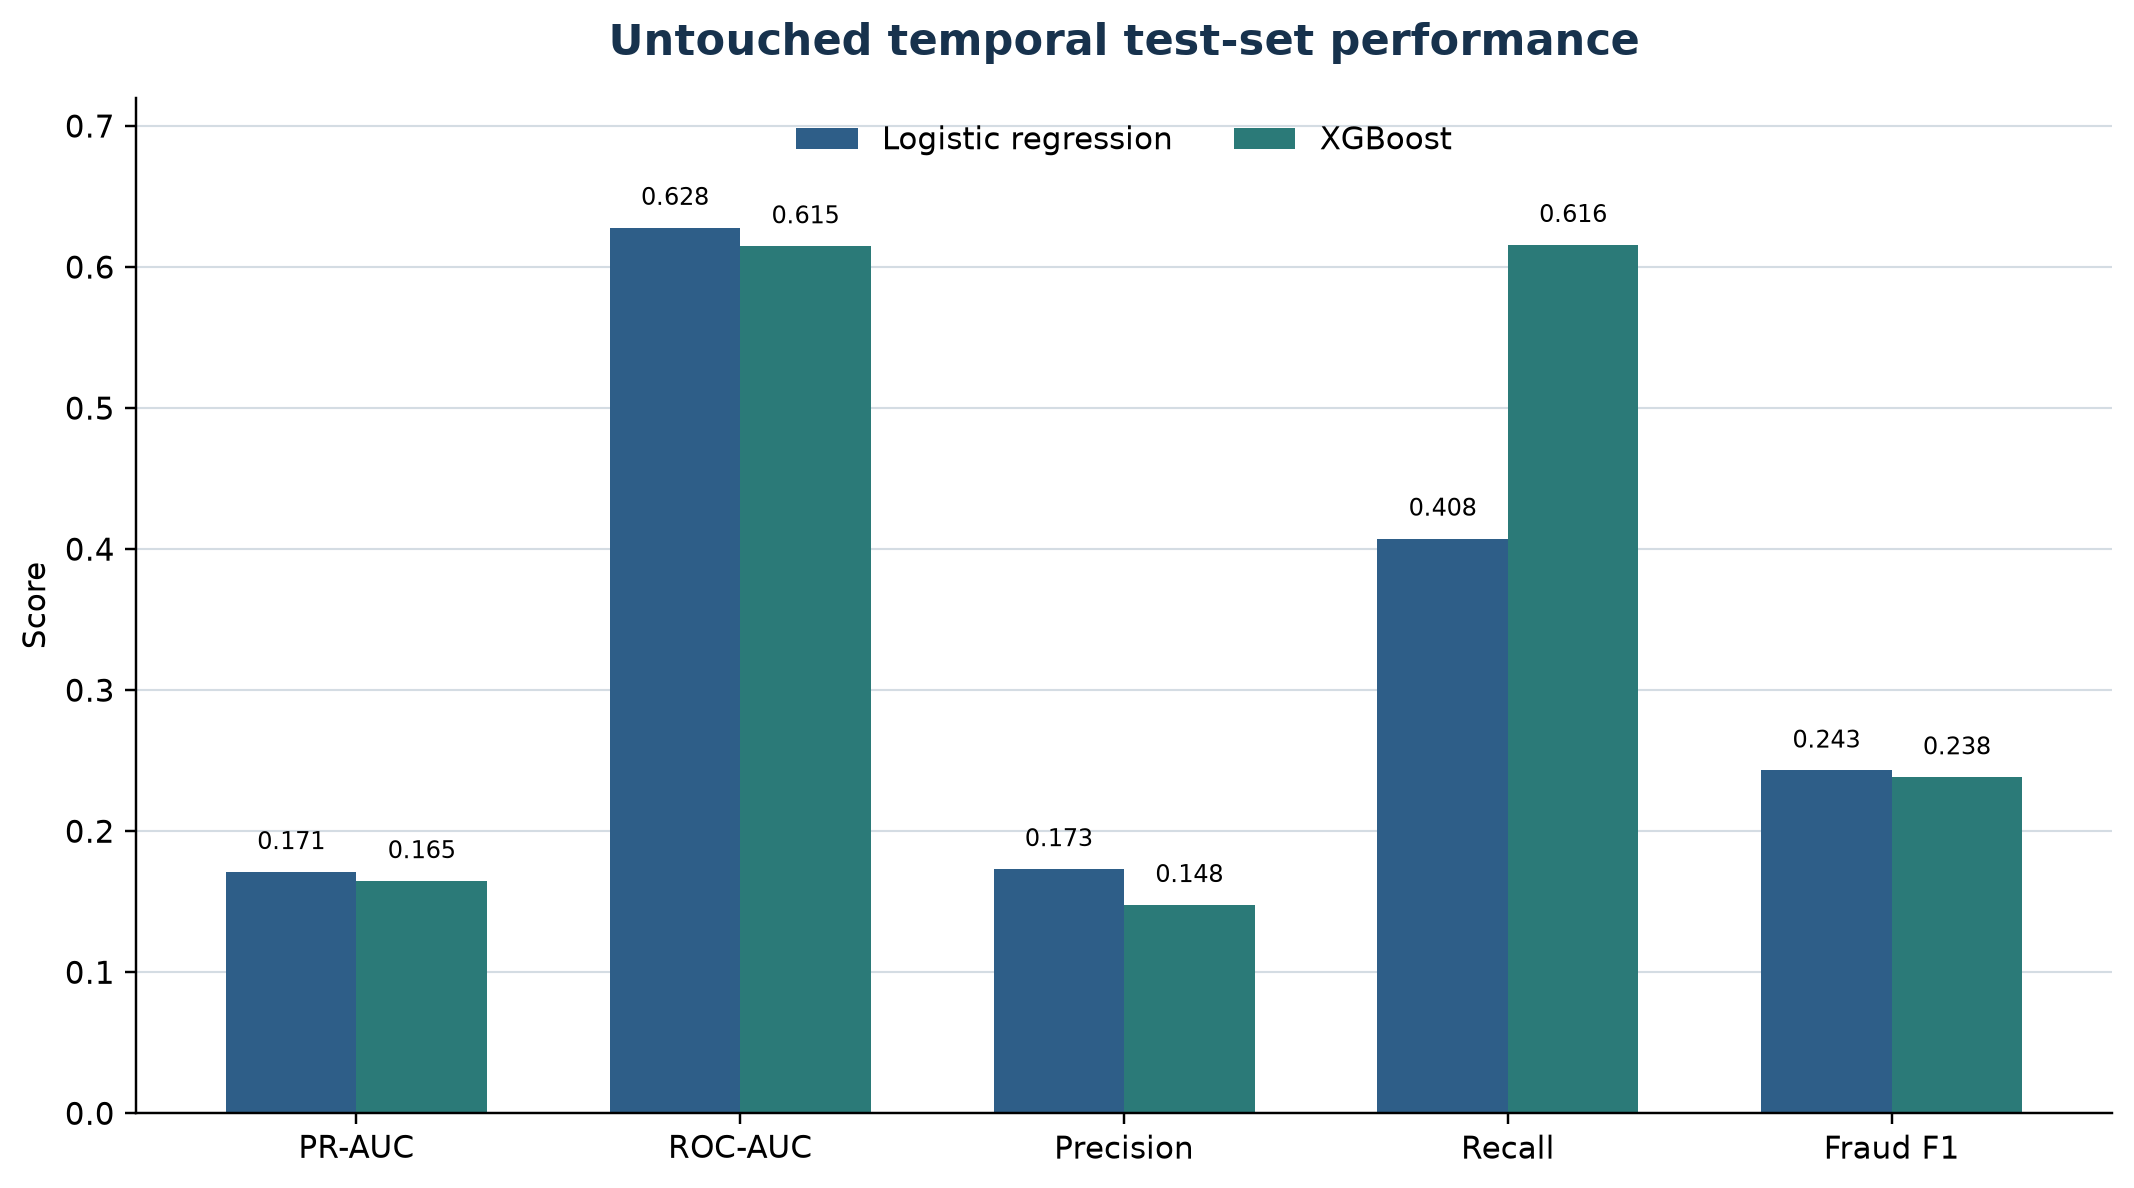 Untouched temporal test-set performance
Logistic regression
XGBoost
Score
0.7
0.6
0.5
0.4
0.3
0.2
0.1
0.0
0.171
0.165
0.628
0.615
0.173
0.148
0.408
0.616
0.243
0.238
PR-AUC
ROC-AUC
Precision
Recall
Fraud F1